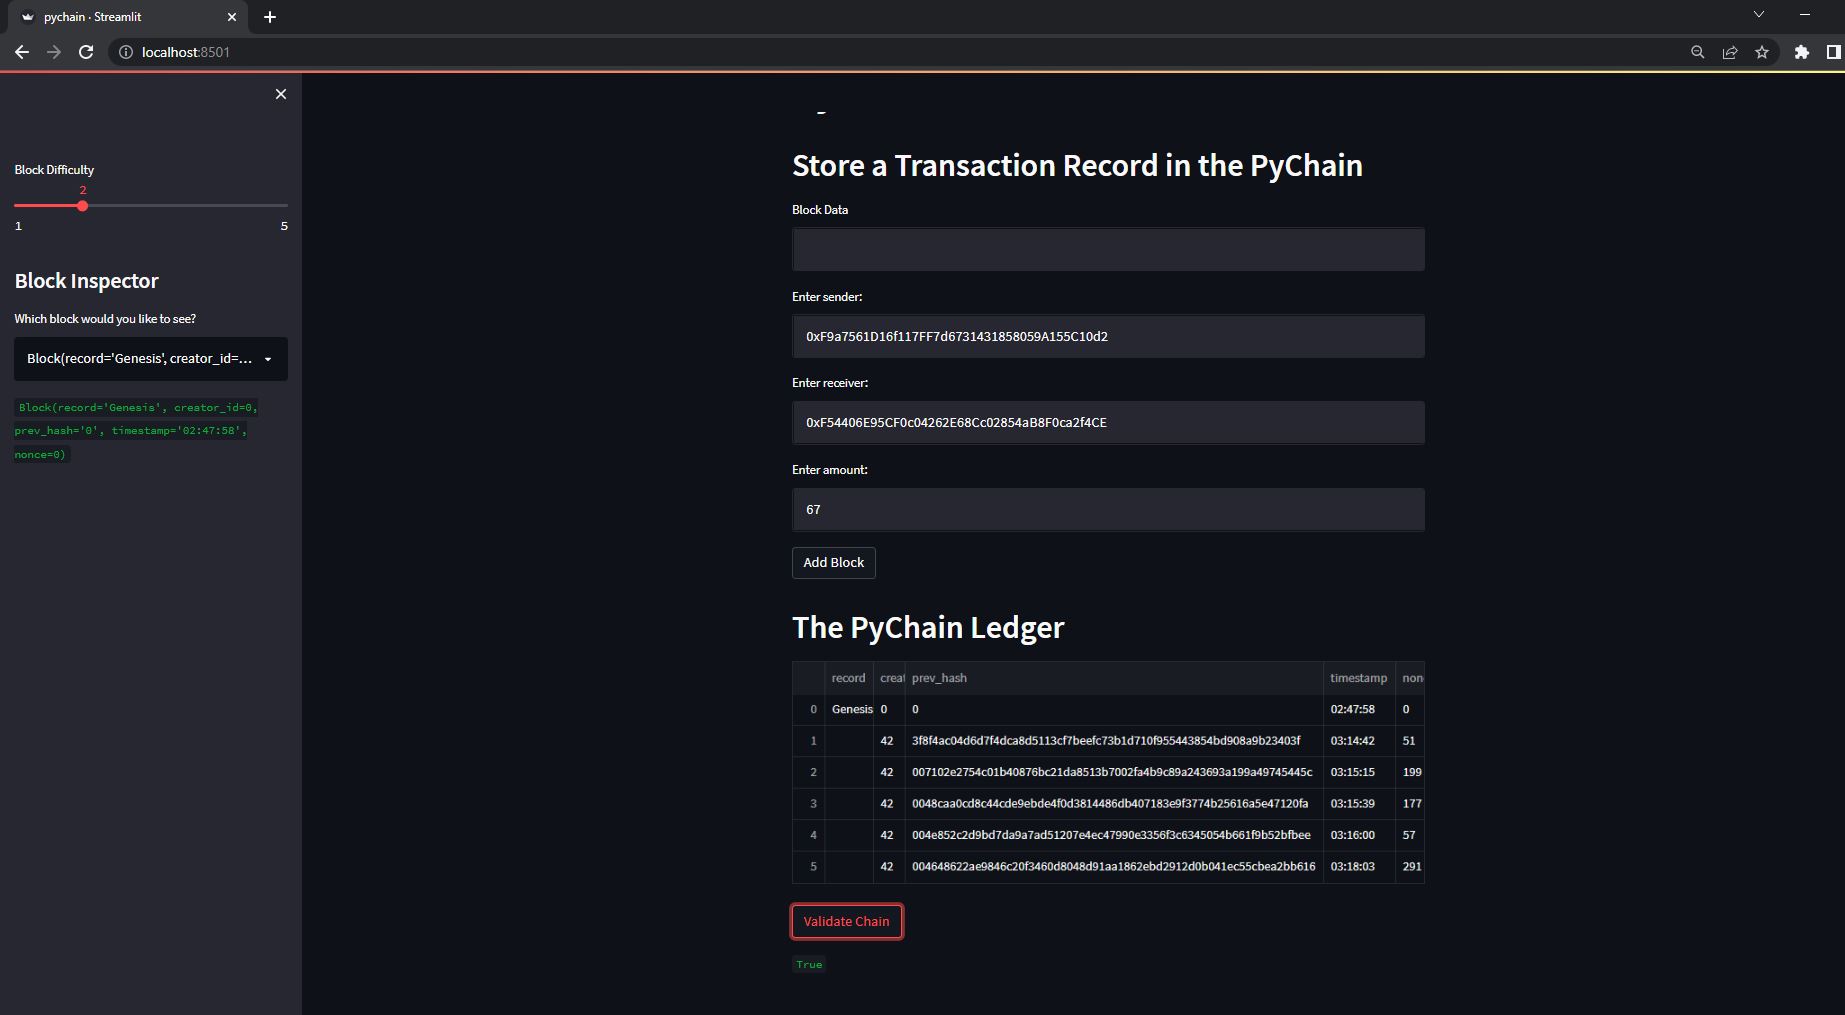 pychain · Streamlit
localhost:8501
Block Difficulty
2
1 5
Block Inspector
Which block would you like to see?
Block(record='Genesis', creator_id=...
Block(record='Genesis', creator_id=0,
prev_hash='0', timestamp='02:47:58',
nonce=0)
Store a Transaction Record in the PyChain
Block Data
Enter sender:
0xF9a7561D16f117FF7d6731431858059A155C10d2
Enter receiver:
0xF54406E95CF0c04262E68Cc02854aB8F0ca2f4CE
Enter amount:
67
Add Block
The PyChain Ledger
record creat prev_hash timestamp non
0 Genesis 0 0 02:47:58 0
1 42 3f8f4ac04d6d7f4dca8d5113cf7beefc73b1d710f955443854bd908a9b23403f 03:14:42 51
2 42 007102e2754c01b40876bc21da8513b7002fa4b9c89a243693a199a49745445c 03:15:15 199
3 42 0048caa0cd8c44cde9ebde4f0d3814486db407183e9f3774b25616a5e47120fa 03:15:39 177
4 42 004e852c2d9bd7da9a7ad51207e4ec47990e3356f3c6345054b661f9b52bfbee 03:16:00 57
5 42 004648622ae9846c20f3460d8048d91aa1862ebd2912d0b041ec55cbea2bb616 03:18:03 291
Validate Chain
True